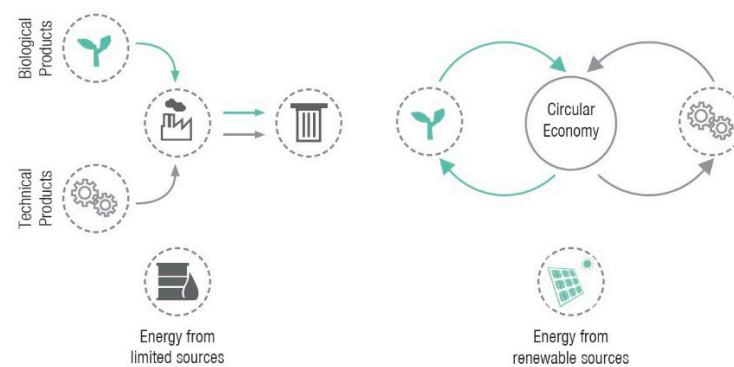 Biological
Products
Technical
Products
Circular
Economy
Energy from
limited sources
Energy from
renewable sources